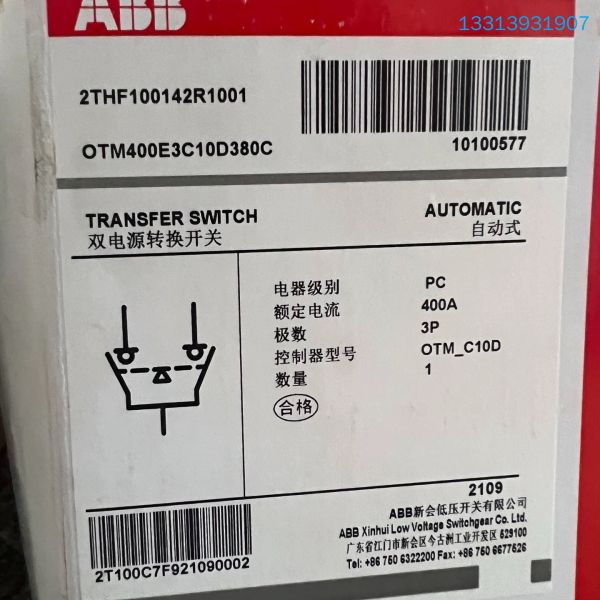 ABB
13313931907
2THF100142R1001
OTM400E3C10D380C
10100577
TRANSFER SWITCH
双电源转换开关
AUTOMATIC
自动式
电器级别 PC
额定电流 400A
极数 3P
控制器型号 OTM_C10D
数量 1
合格
2109
ABB新会低压开关有限公司
ABB Xinhui Low Voltage Switchgear Co. Ltd.
广东省江门市新会区今古洲工业开发区 529100
Tel: +86 750 6322200 Fax: +86 750 6677526
2T100C7F921090002